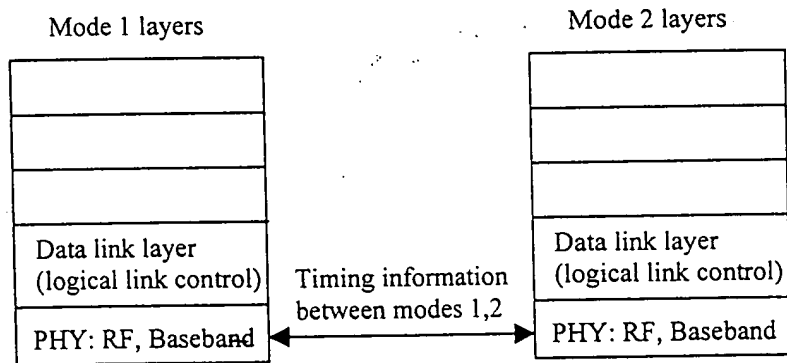 Mode 1 layers
Mode 2 layers
Data link layer
(logical link control)
Data link layer
(logical link control)
Timing information
between modes 1,2
PHY: RF, Baseband
PHY: RF, Baseband